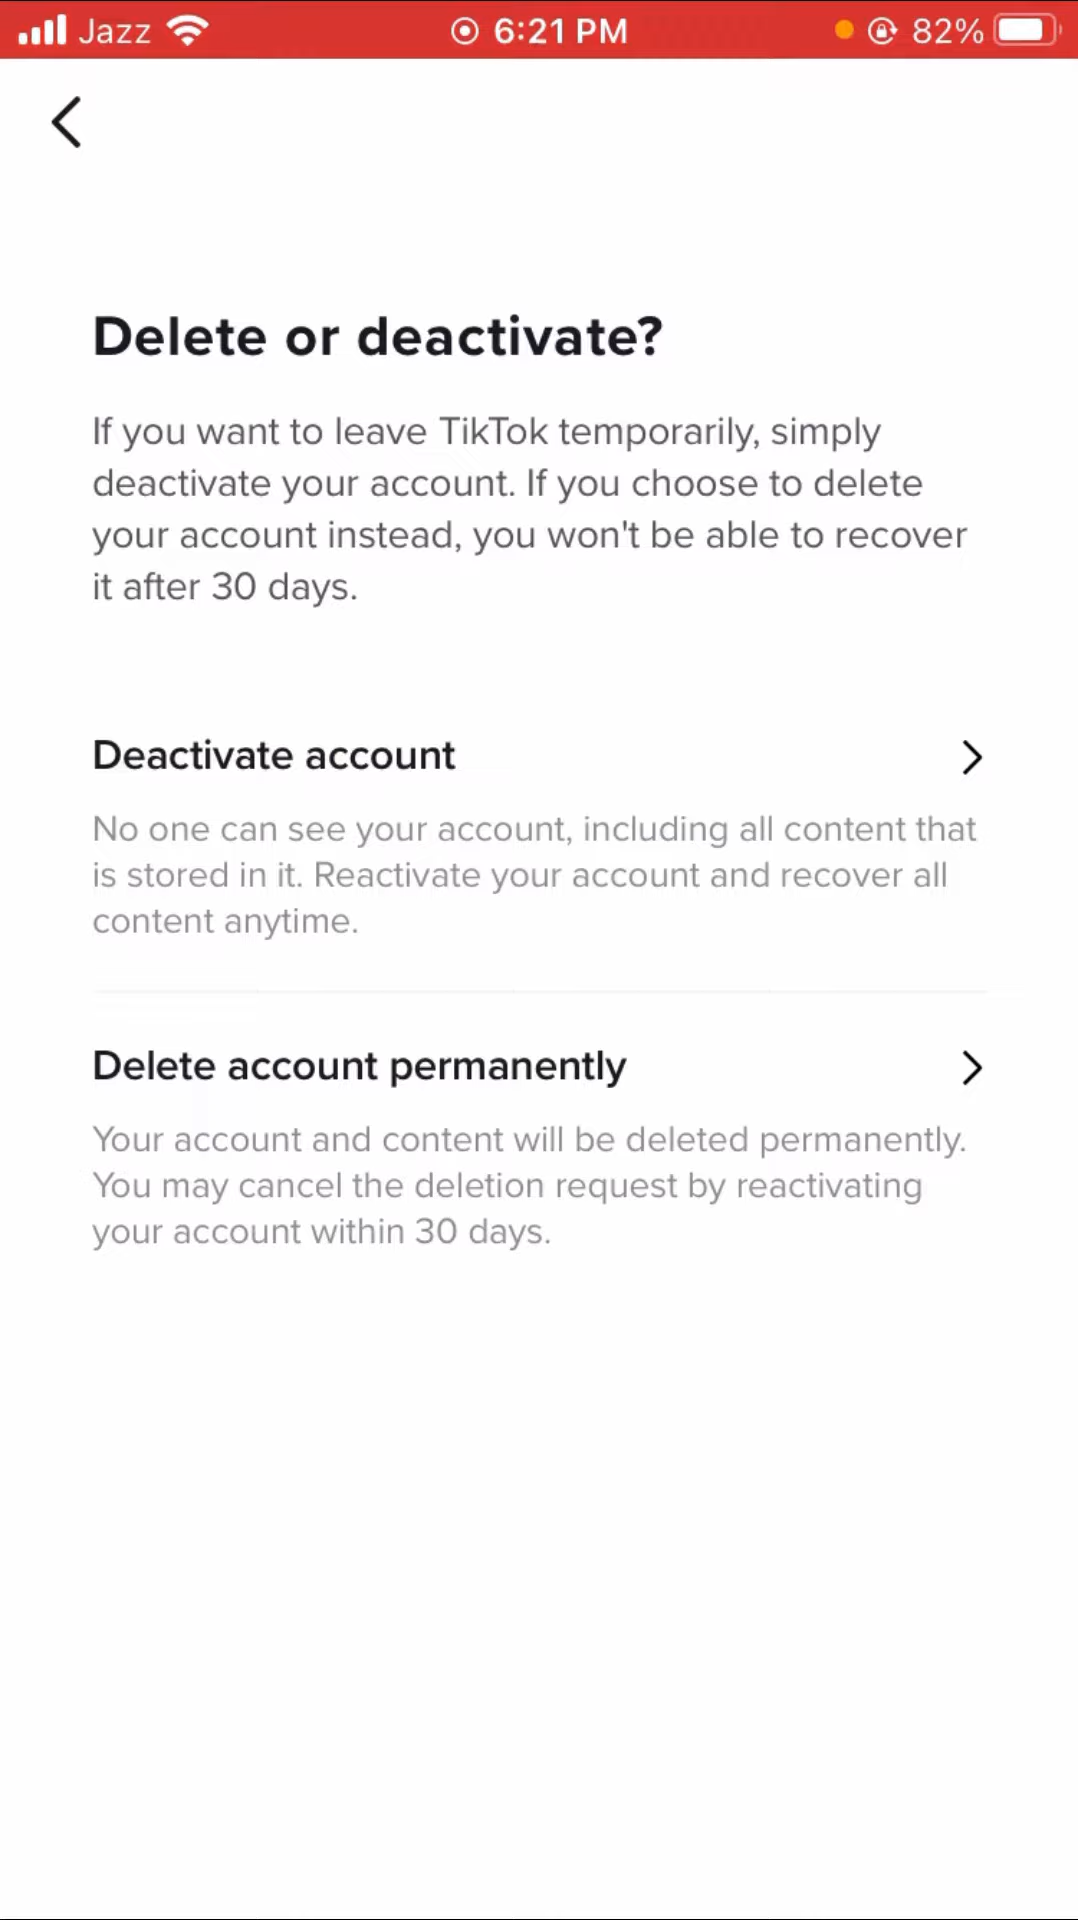 Jazz 6:21 PM 82%
Delete or deactivate?
If you want to leave TikTok temporarily, simply
deactivate your account. If you choose to delete
your account instead, you won't be able to recover
it after 30 days.
Deactivate account
No one can see your account, including all content that
is stored in it. Reactivate your account and recover all
content anytime.
Delete account permanently
Your account and content will be deleted permanently.
You may cancel the deletion request by reactivating
your account within 30 days.